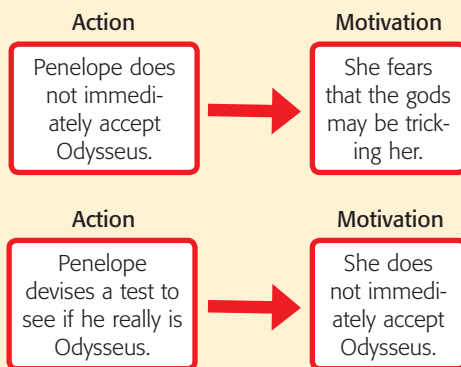 Action
Motivation
Penelope does
not immedi-
ately accept
Odysseus.
She fears
that the gods
may be trick-
ing her.
Action
Motivation
Penelope
devises a test to
see if he really is
Odysseus.
She does
not immedi-
ately accept
Odysseus.